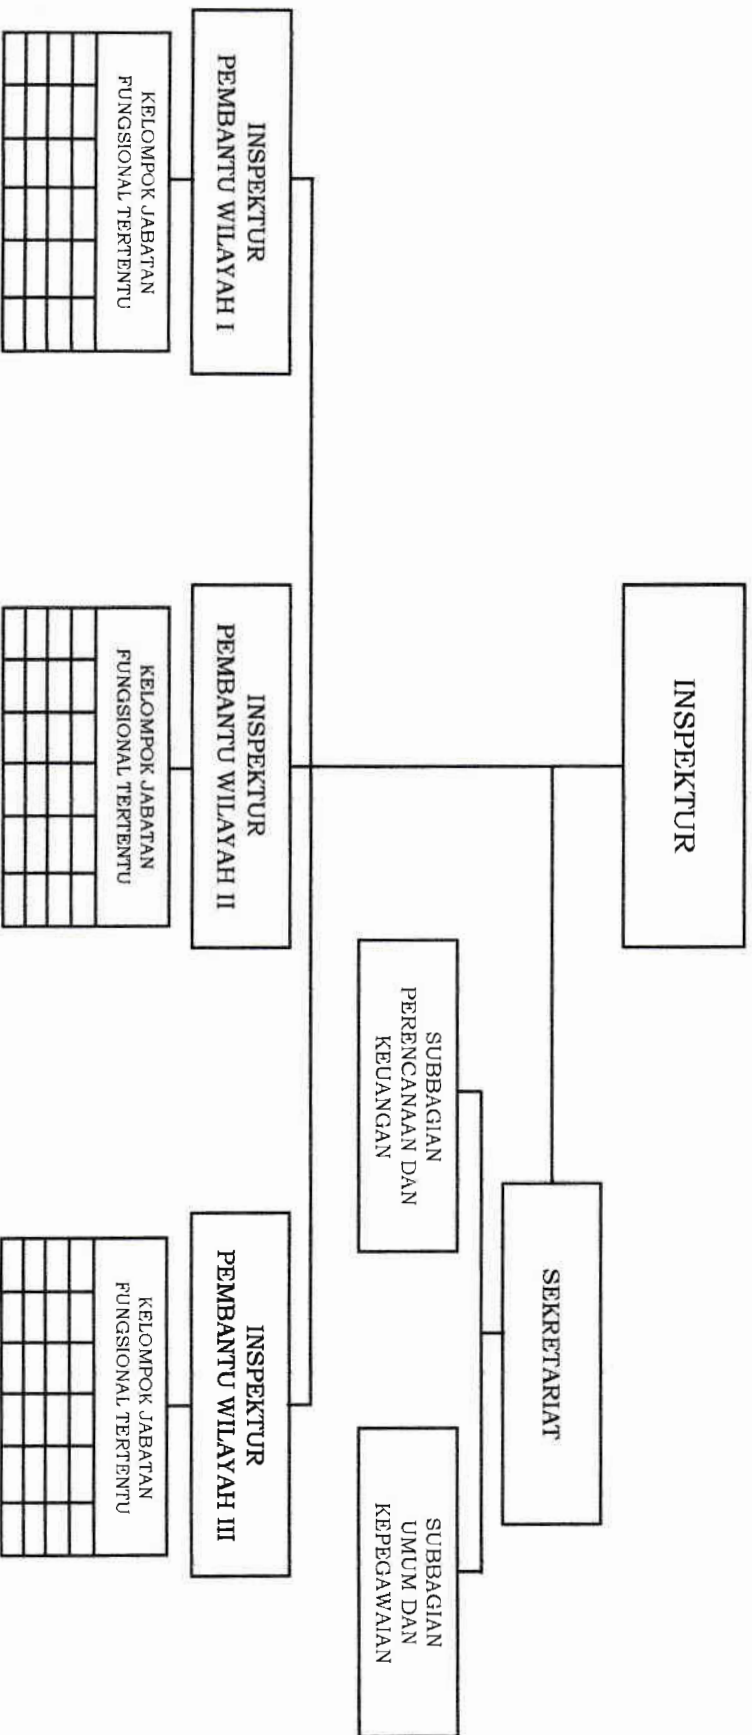 INSPEKTUR
SEKRETARIAT
SUBBAGIAN
PERENCANAAN DAN
KEUANGAN
SUBBAGIAN
UMUM DAN
KEPEGAWAIAN
INSPEKTUR
PEMBANTU WILAYAH I
INSPEKTUR
PEMBANTU WILAYAH II
INSPEKTUR
PEMBANTU WILAYAH III
KELOMPOK JABATAN
FUNGSIONAL TERTENTU
KELOMPOK JABATAN
FUNGSIONAL TERTENTU
KELOMPOK JABATAN
FUNGSIONAL TERTENTU